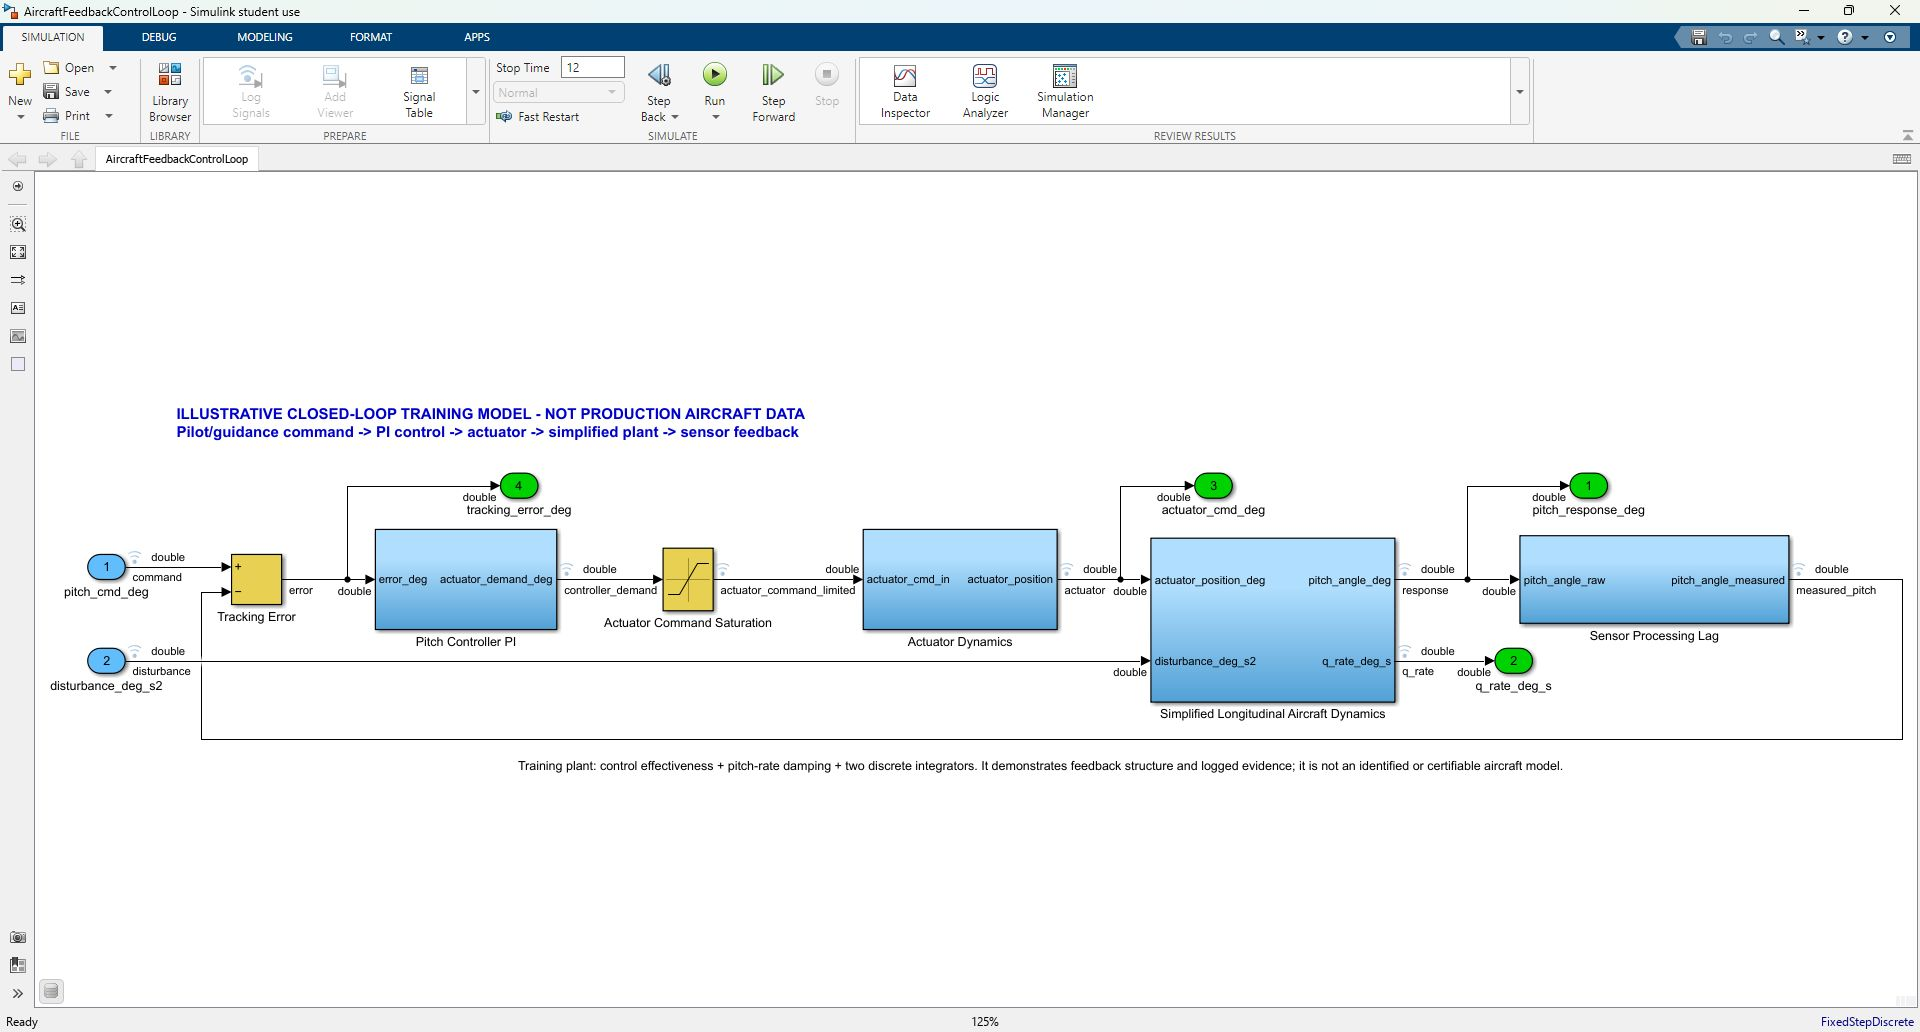 AircraftFeedbackControlLoop - Simulink student use
SIMULATION DEBUG MODELING FORMAT APPS
New
Open
Save
Print
FILE
Library
Browser
LIBRARY
Log
Signals
Add
Viewer
Signal
Table
PREPARE
Stop Time 12
Normal
Fast Restart
Step
Back
Run
Step
Forward
Stop
SIMULATE
Data
Inspector
Logic
Analyzer
Simulation
Manager
REVIEW RESULTS
AircraftFeedbackControlLoop
ILLUSTRATIVE CLOSED-LOOP TRAINING MODEL - NOT PRODUCTION AIRCRAFT DATA
Pilot/guidance command -> PI control -> actuator -> simplified plant -> sensor feedback
4
double
tracking_error_deg
3
double
actuator_cmd_deg
1
double
pitch_response_deg
1
pitch_cmd_deg
double
command
+
−
Tracking Error
error
double
error_deg actuator_demand_deg
Pitch Controller PI
double
controller_demand
Actuator Command Saturation
double
actuator_command_limited
actuator_cmd_in actuator_position
Actuator Dynamics
double
actuator
double
actuator_position_deg pitch_angle_deg
disturbance_deg_s2 q_rate_deg_s
Simplified Longitudinal Aircraft Dynamics
double
response
double
pitch_angle_raw pitch_angle_measured
Sensor Processing Lag
double
measured_pitch
2
disturbance_deg_s2
double
disturbance
double
double
q_rate
double
2
q_rate_deg_s
Training plant: control effectiveness + pitch-rate damping + two discrete integrators. It demonstrates feedback structure and logged evidence; it is not an identified or certifiable aircraft model.
Ready
125%
FixedStepDiscrete